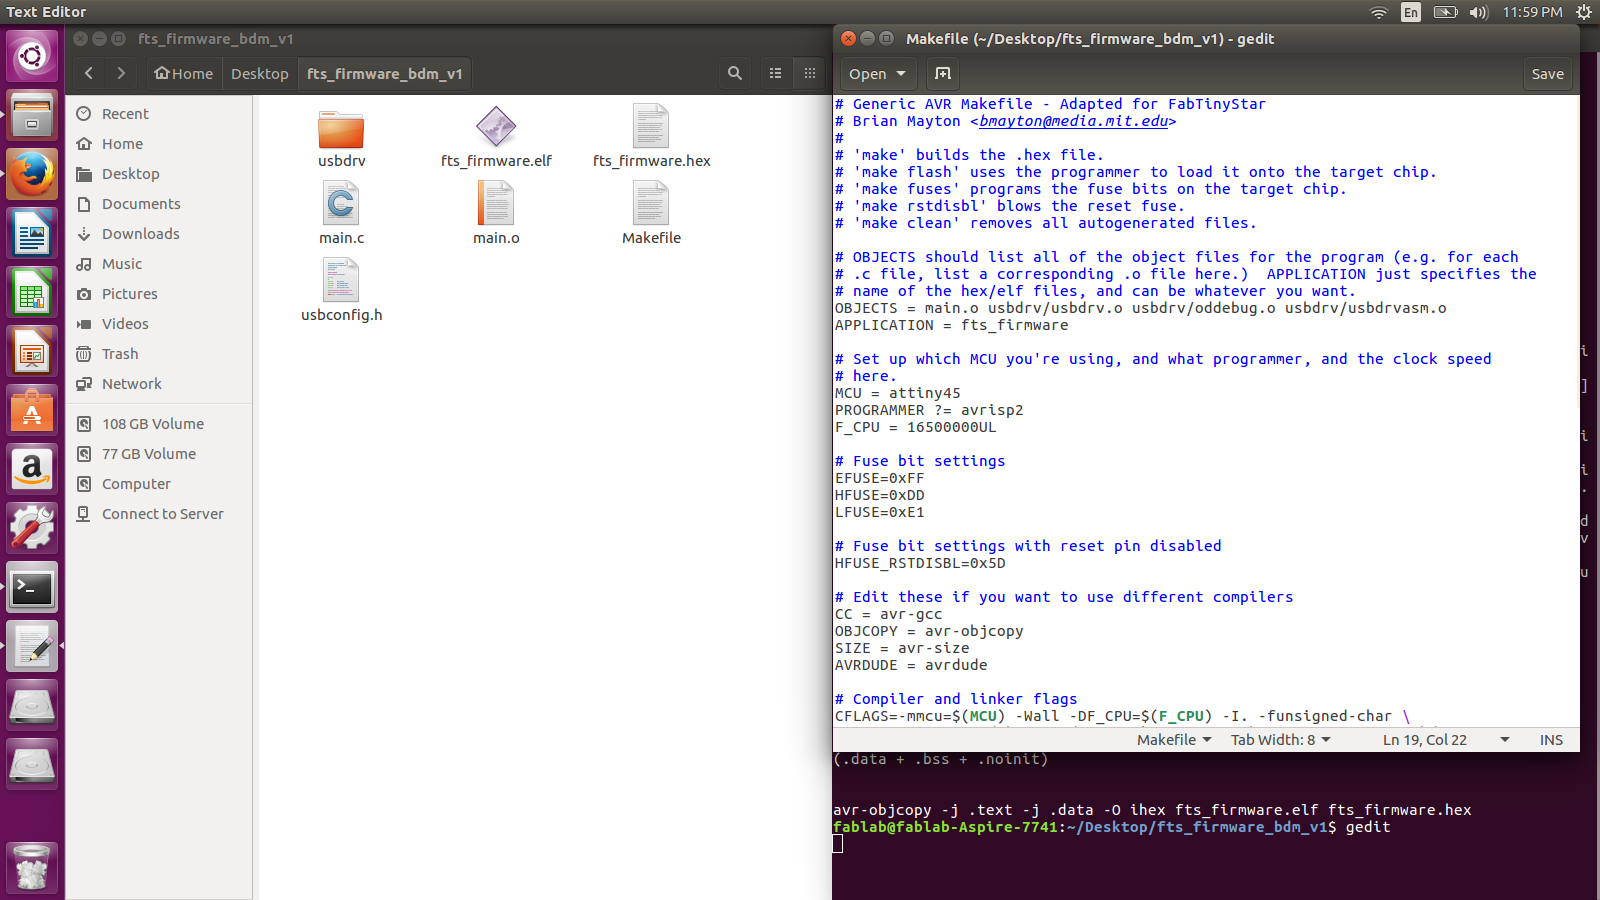 Text Editor
En
11:59 PM
fts_firmware_bdm_v1
Home
Desktop
fts_firmware_bdm_v1
Recent
Home
Desktop
Documents
Downloads
Music
Pictures
Videos
Trash
Network
108 GB Volume
77 GB Volume
Computer
Connect to Server
usbdrv
fts_firmware.elf
fts_firmware.hex
main.c
main.o
Makefile
usbconfig.h
Makefile (~/Desktop/fts_firmware_bdm_v1) - gedit
Open
Save
# Generic AVR Makefile - Adapted for FabTinyStar
# Brian Mayton <bmayton@media.mit.edu>
#
# 'make' builds the .hex file.
# 'make flash' uses the programmer to load it onto the target chip.
# 'make fuses' programs the fuse bits on the target chip.
# 'make rstdisbl' blows the reset fuse.
# 'make clean' removes all autogenerated files.
# OBJECTS should list all of the object files for the program (e.g. for each
# .c file, list a corresponding .o file here.)  APPLICATION just specifies the
# name of the hex/elf files, and can be whatever you want.
OBJECTS = main.o usbdrv/usbdrv.o usbdrv/oddebug.o usbdrv/usbdrvasm.o
APPLICATION = fts_firmware
# Set up which MCU you're using, and what programmer, and the clock speed
# here.
MCU = attiny45
PROGRAMMER ?= avrisp2
F_CPU = 16500000UL
# Fuse bit settings
EFUSE=0xFF
HFUSE=0xDD
LFUSE=0xE1
# Fuse bit settings with reset pin disabled
HFUSE_RSTDISBL=0x5D
# Edit these if you want to use different compilers
CC = avr-gcc
OBJCOPY = avr-objcopy
SIZE = avr-size
AVRDUDE = avrdude
# Compiler and linker flags
CFLAGS=-mmcu=$(MCU) -Wall -DF_CPU=$(F_CPU) -I. -funsigned-char \
Makefile
Tab Width: 8
Ln 19, Col 22
INS
i
]
i
i
.
d
v
u
(.data + .bss + .noinit)
avr-objcopy -j .text -j .data -O ihex fts_firmware.elf fts_firmware.hex
fablab@fablab-Aspire-7741:~/Desktop/fts_firmware_bdm_v1$ gedit